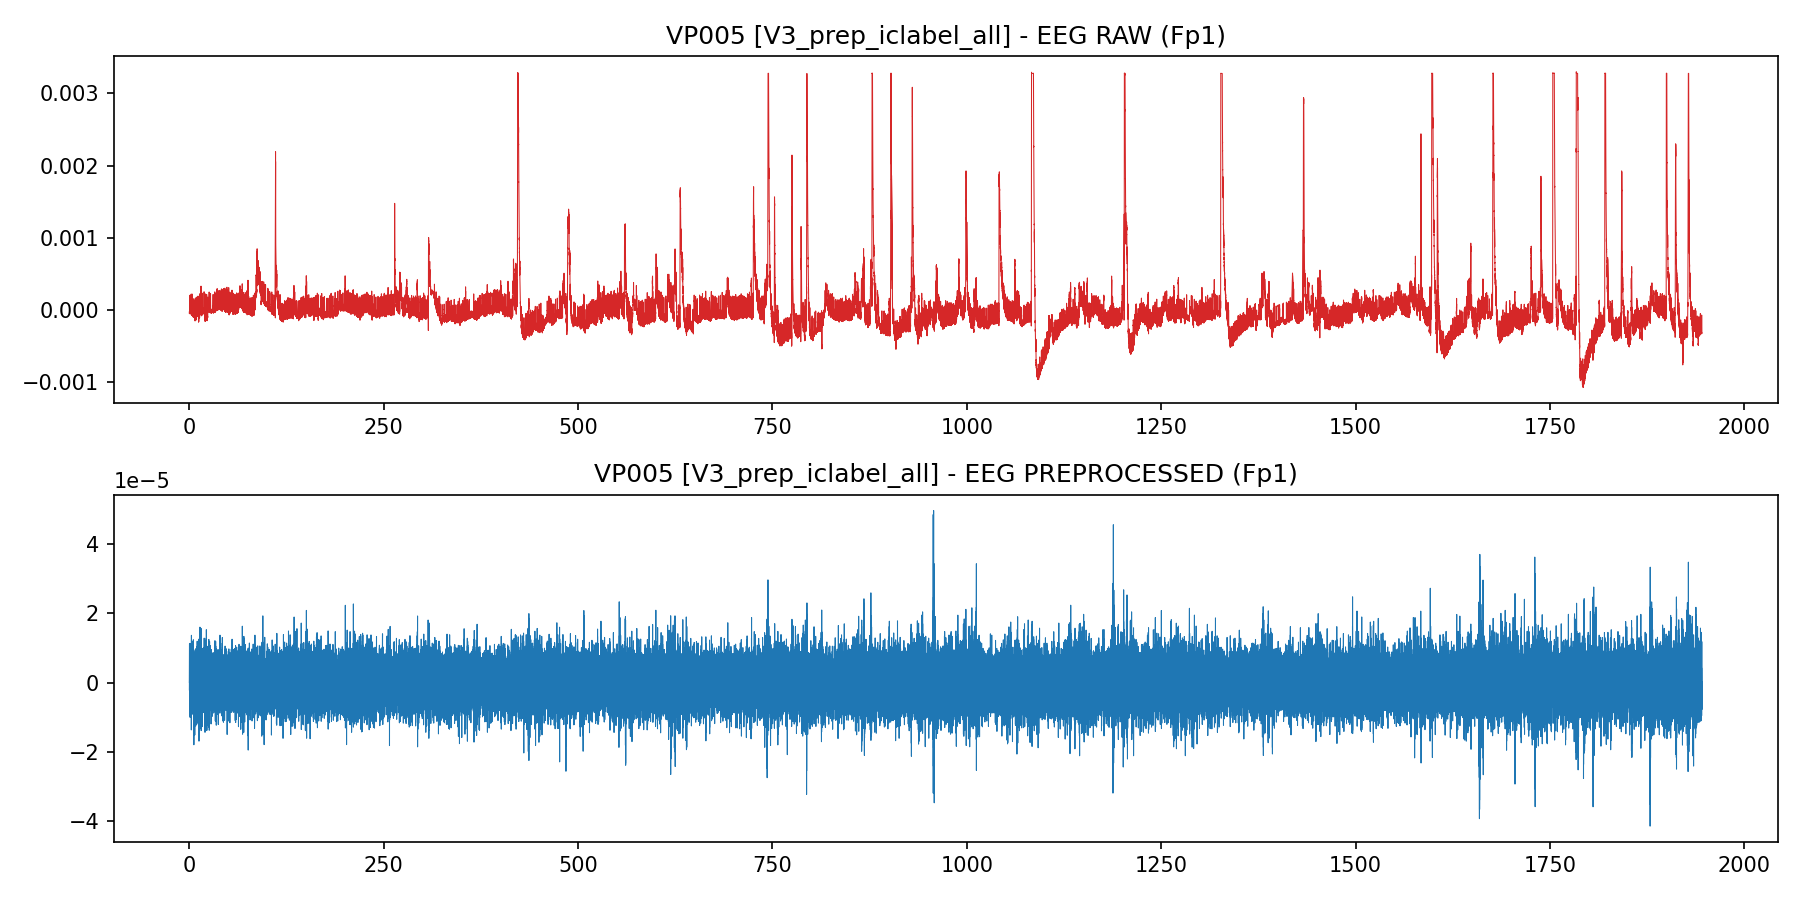 VP005 [V3_prep_iclabel_all] - EEG RAW (Fp1)
0.003
0.002
0.001
0.000
−0.001
0 250 500 750 1000 1250 1500 1750 2000
VP005 [V3_prep_iclabel_all] - EEG PREPROCESSED (Fp1)
1e−5
4
2
0
−2
−4
0 250 500 750 1000 1250 1500 1750 2000